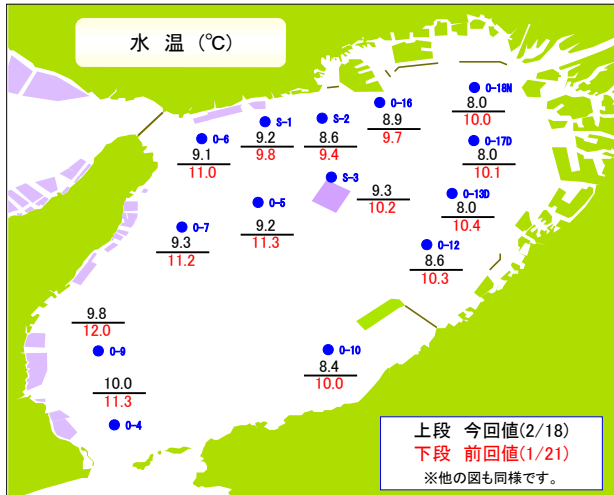 水 温 (℃)
O-18N
8.0
10.0
O-16
8.9
9.7
S-2
8.6
9.4
S-1
9.2
9.8
O-6
9.1
11.0
O-17D
8.0
10.1
S-3
9.3
10.2
O-13D
8.0
10.4
O-5
9.2
11.3
O-7
9.3
11.2
O-12
8.6
10.3
9.8
12.0
O-9
O-10
8.4
10.0
10.0
11.3
O-4
上段 今回値(2/18)
下段 前回値(1/21)
※他の図も同様です。